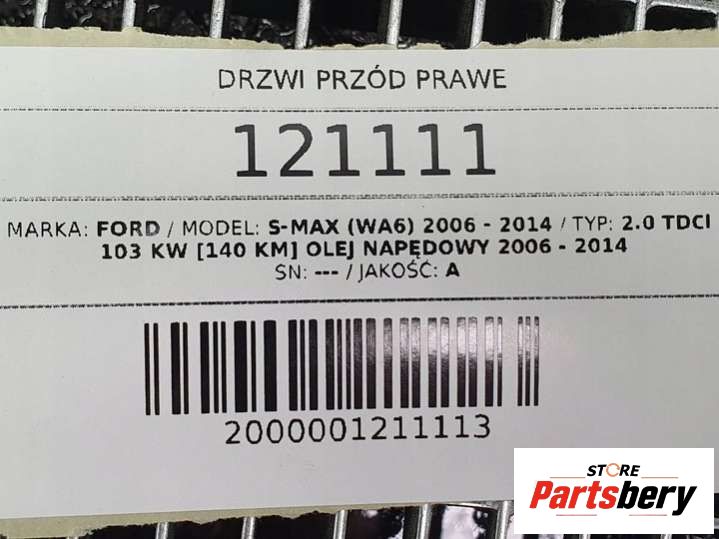 DRZWI PRZÓD PRAWE
121111
MARKA: FORD / MODEL: S-MAX (WA6) 2006 - 2014 / TYP: 2.0 TDCI
103 KW [140 KM] OLEJ NAPĘDOWY 2006 - 2014
SN: --- / JAKOŚĆ: A
2000001211113
STORE
Partsbery